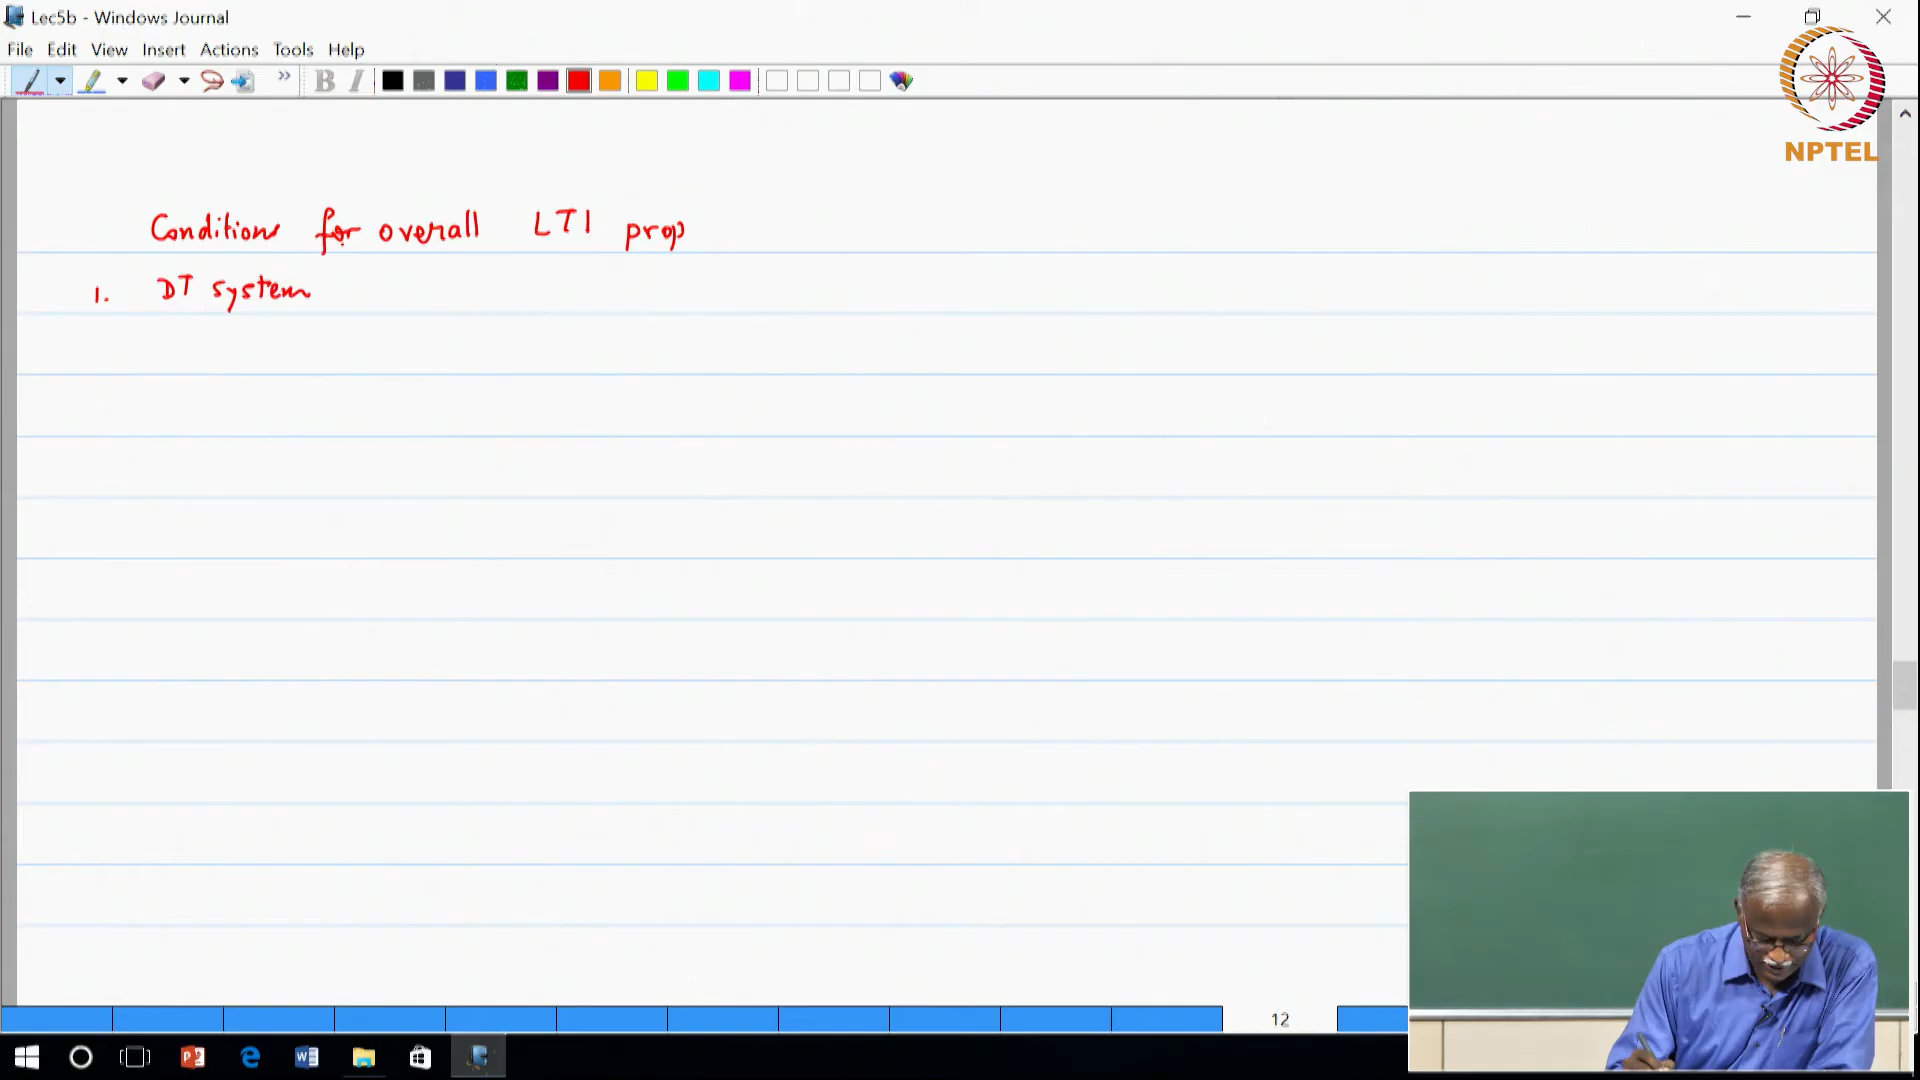 Lec5b - Windows Journal
File Edit View Insert Actions Tools Help
B I
NPTEL
Conditions for overall LTI prop
1. DT system
12